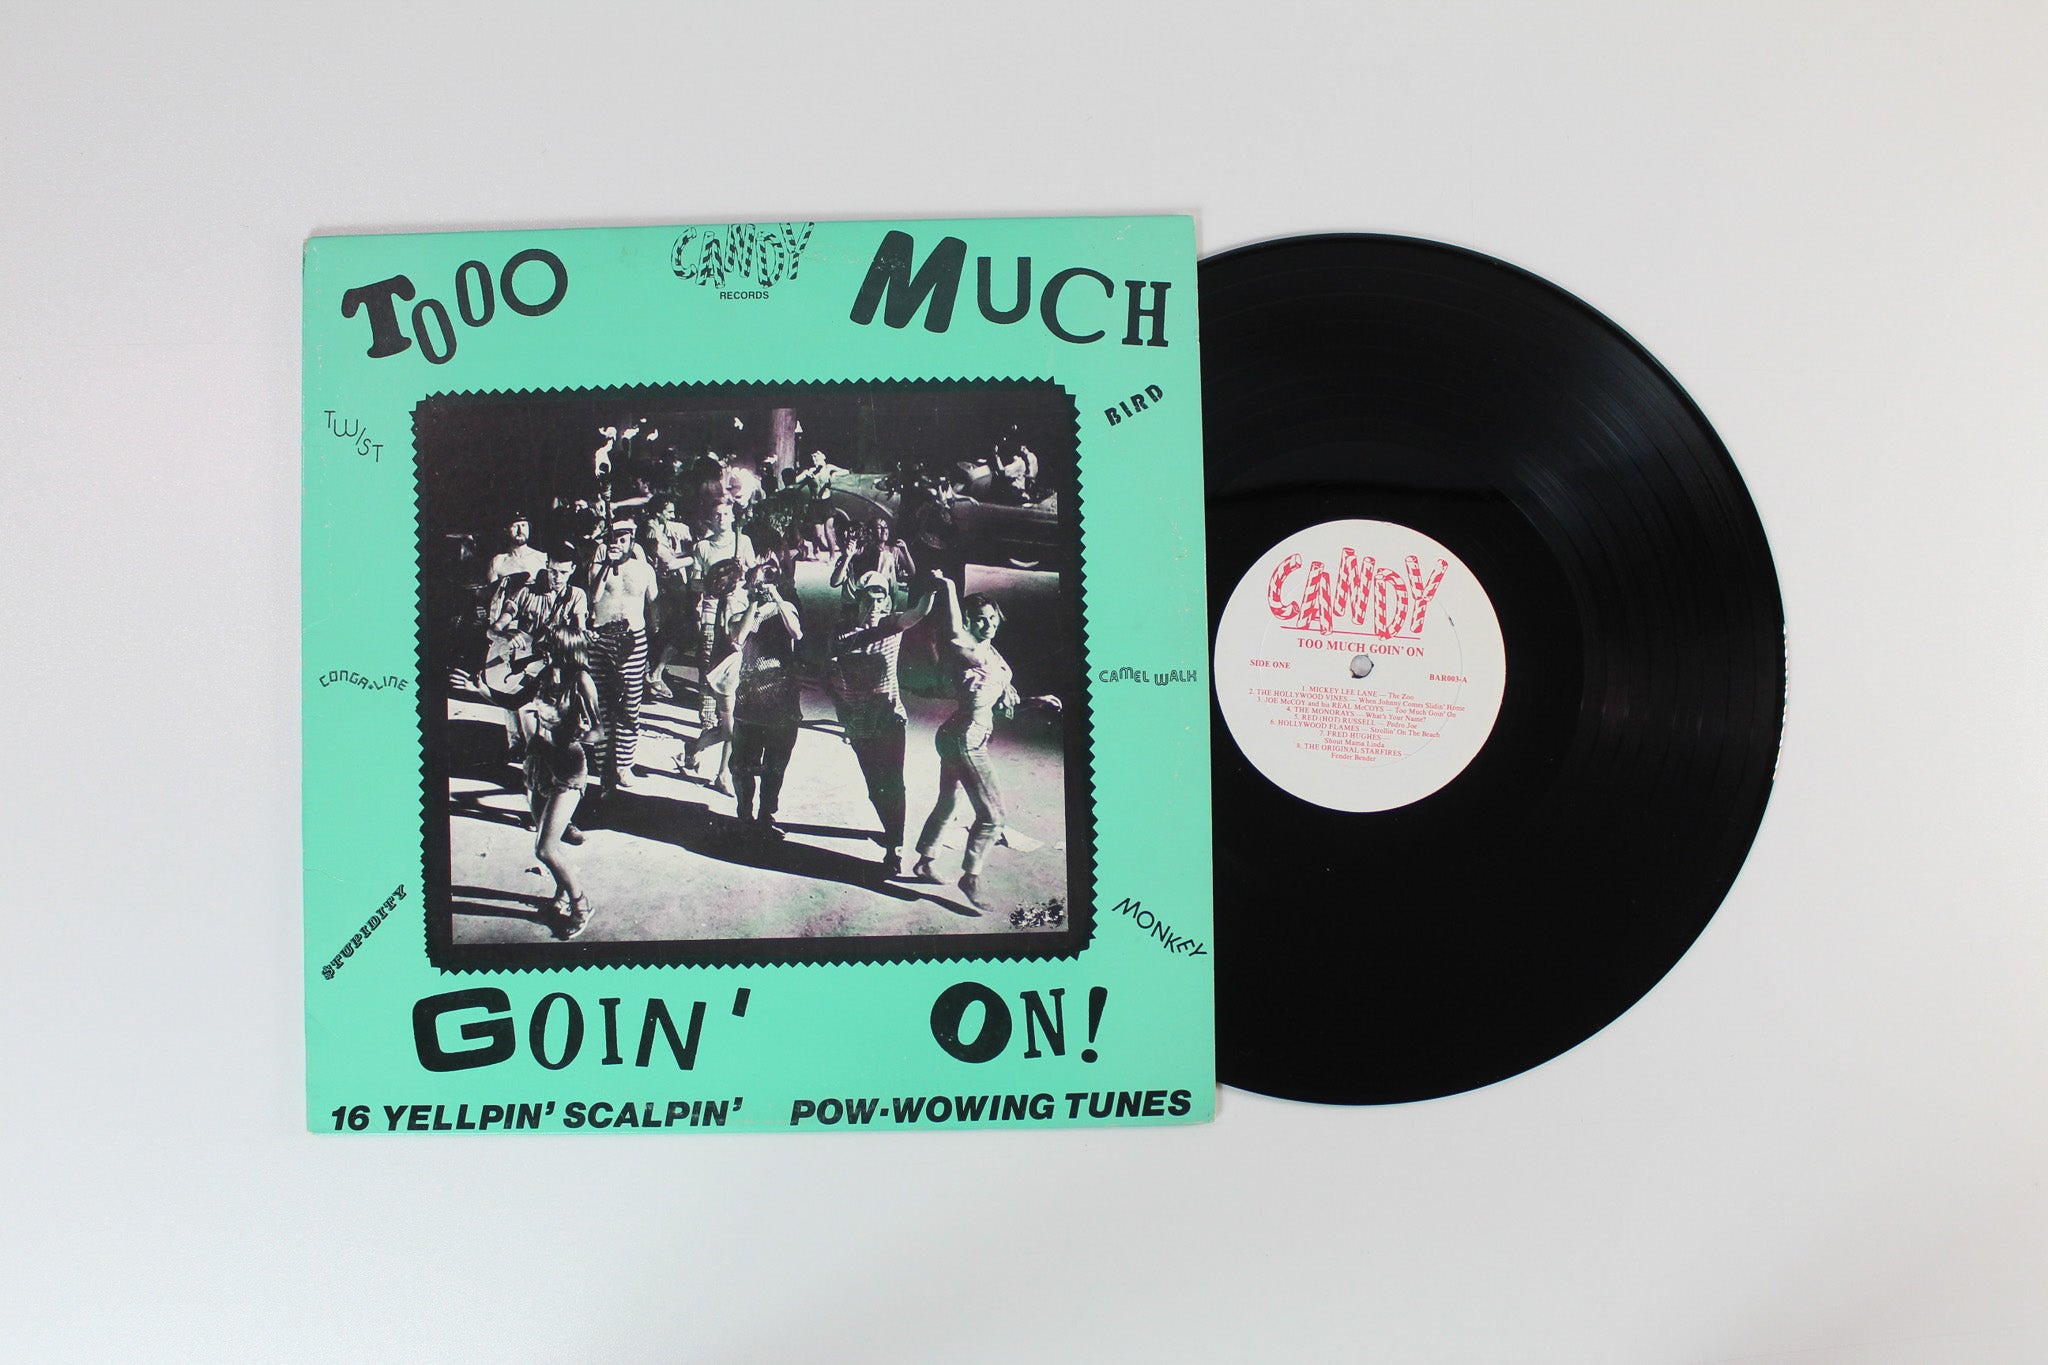 TOOO MUCH
CANDY
RECORDS
TWIST
BIRD
CONGA-LINE
CAMEL WALK
STUPIDITY
MONKEY
GOIN' ON!
16 YELLPIN' SCALPIN' POW-WOWING TUNES
CANDY
TOO MUCH GOIN' ON
SIDE ONE
BAR003-A
1. MICKEY LEE LANE — The Zoo
2. THE HOLLYWOOD VINES — When Johnny Comes Slidin' Home
3. JOE McCOY and his REAL McCOYS — Too Much Goin' On
4. THE MONORAYS — What's Your Name?
5. RED (HOT) RUSSELL — Pedro Joe
6. HOLLYWOOD FLAMES — Strollin' On The Beach
7. FRED HUGHES —
Shout Mama Linda
8. THE ORIGINAL STARFIRES —
Fender Bender